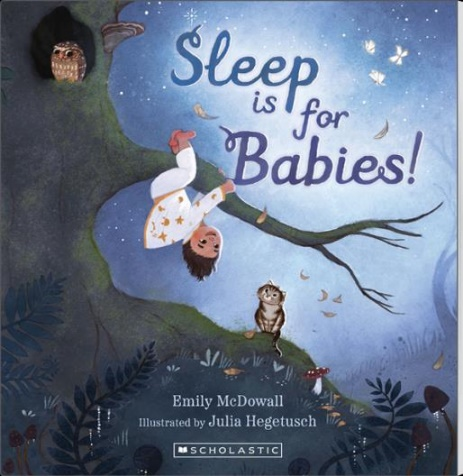 Sleep
is for
Babies!
Emily McDowall
Illustrated by Julia Hegetusch
SCHOLASTIC